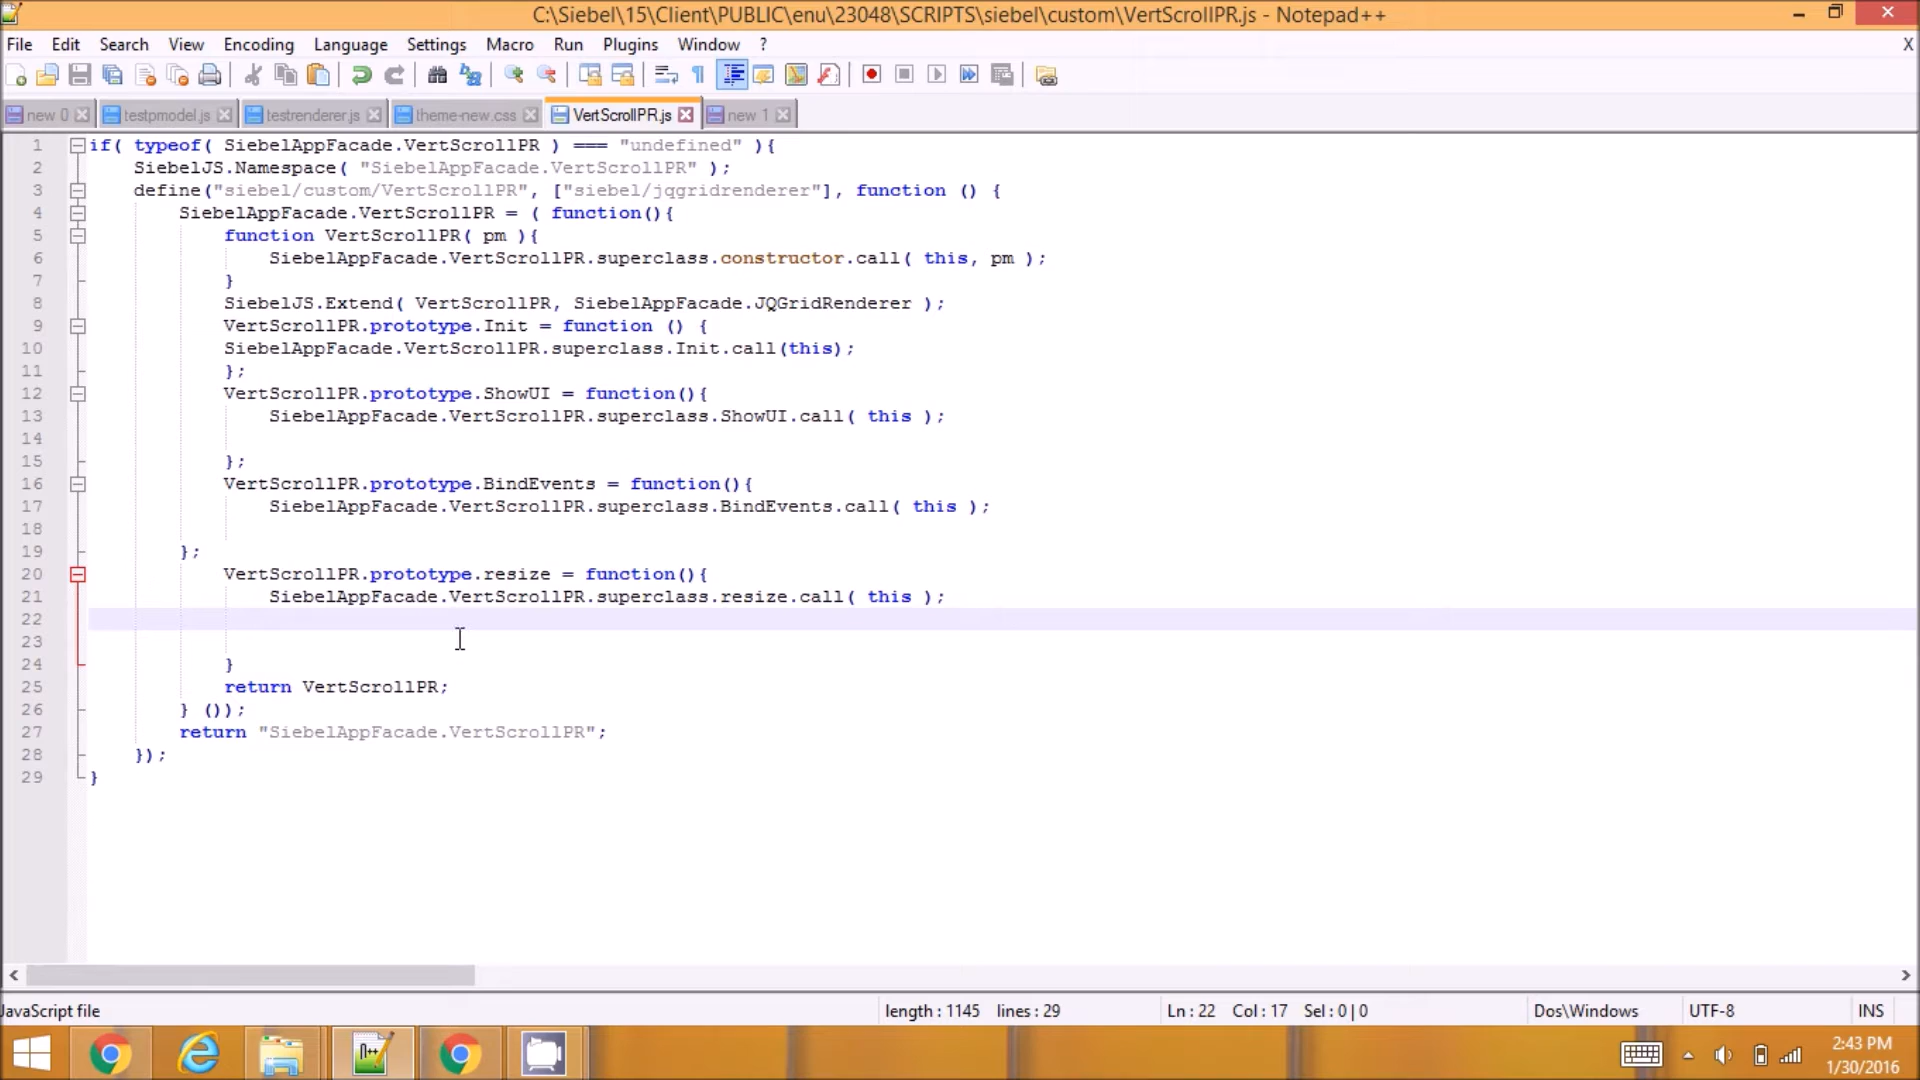 C:\Siebel\15\Client\PUBLIC\enu\23048\SCRIPTS\siebel\custom\VertScrollPR.js - Notepad++
File Edit Search View Encoding Language Settings Macro Run Plugins Window ? X
new 0 testpmodel.js testrenderer.js theme-new.css VertScrollPR.js new 1
1 if( typeof( SiebelAppFacade.VertScrollPR ) === "undefined" ){
2 SiebelJS.Namespace( "SiebelAppFacade.VertScrollPR" );
3 define("siebel/custom/VertScrollPR", ["siebel/jqgridrenderer"], function () {
4 SiebelAppFacade.VertScrollPR = ( function(){
5 function VertScrollPR( pm ){
6 SiebelAppFacade.VertScrollPR.superclass.constructor.call( this, pm );
7 }
8 SiebelJS.Extend( VertScrollPR, SiebelAppFacade.JQGridRenderer );
9 VertScrollPR.prototype.Init = function () {
10 SiebelAppFacade.VertScrollPR.superclass.Init.call(this);
11 };
12 VertScrollPR.prototype.ShowUI = function(){
13 SiebelAppFacade.VertScrollPR.superclass.ShowUI.call( this );
14
15 };
16 VertScrollPR.prototype.BindEvents = function(){
17 SiebelAppFacade.VertScrollPR.superclass.BindEvents.call( this );
18
19 };
20 VertScrollPR.prototype.resize = function(){
21 SiebelAppFacade.VertScrollPR.superclass.resize.call( this );
22
23
24 }
25 return VertScrollPR;
26 } ());
27 return "SiebelAppFacade.VertScrollPR";
28 });
29 }
JavaScript file length : 1145 lines : 29 Ln : 22 Col : 17 Sel : 0 | 0 Dos\Windows UTF-8 INS
2:43 PM
1/30/2016